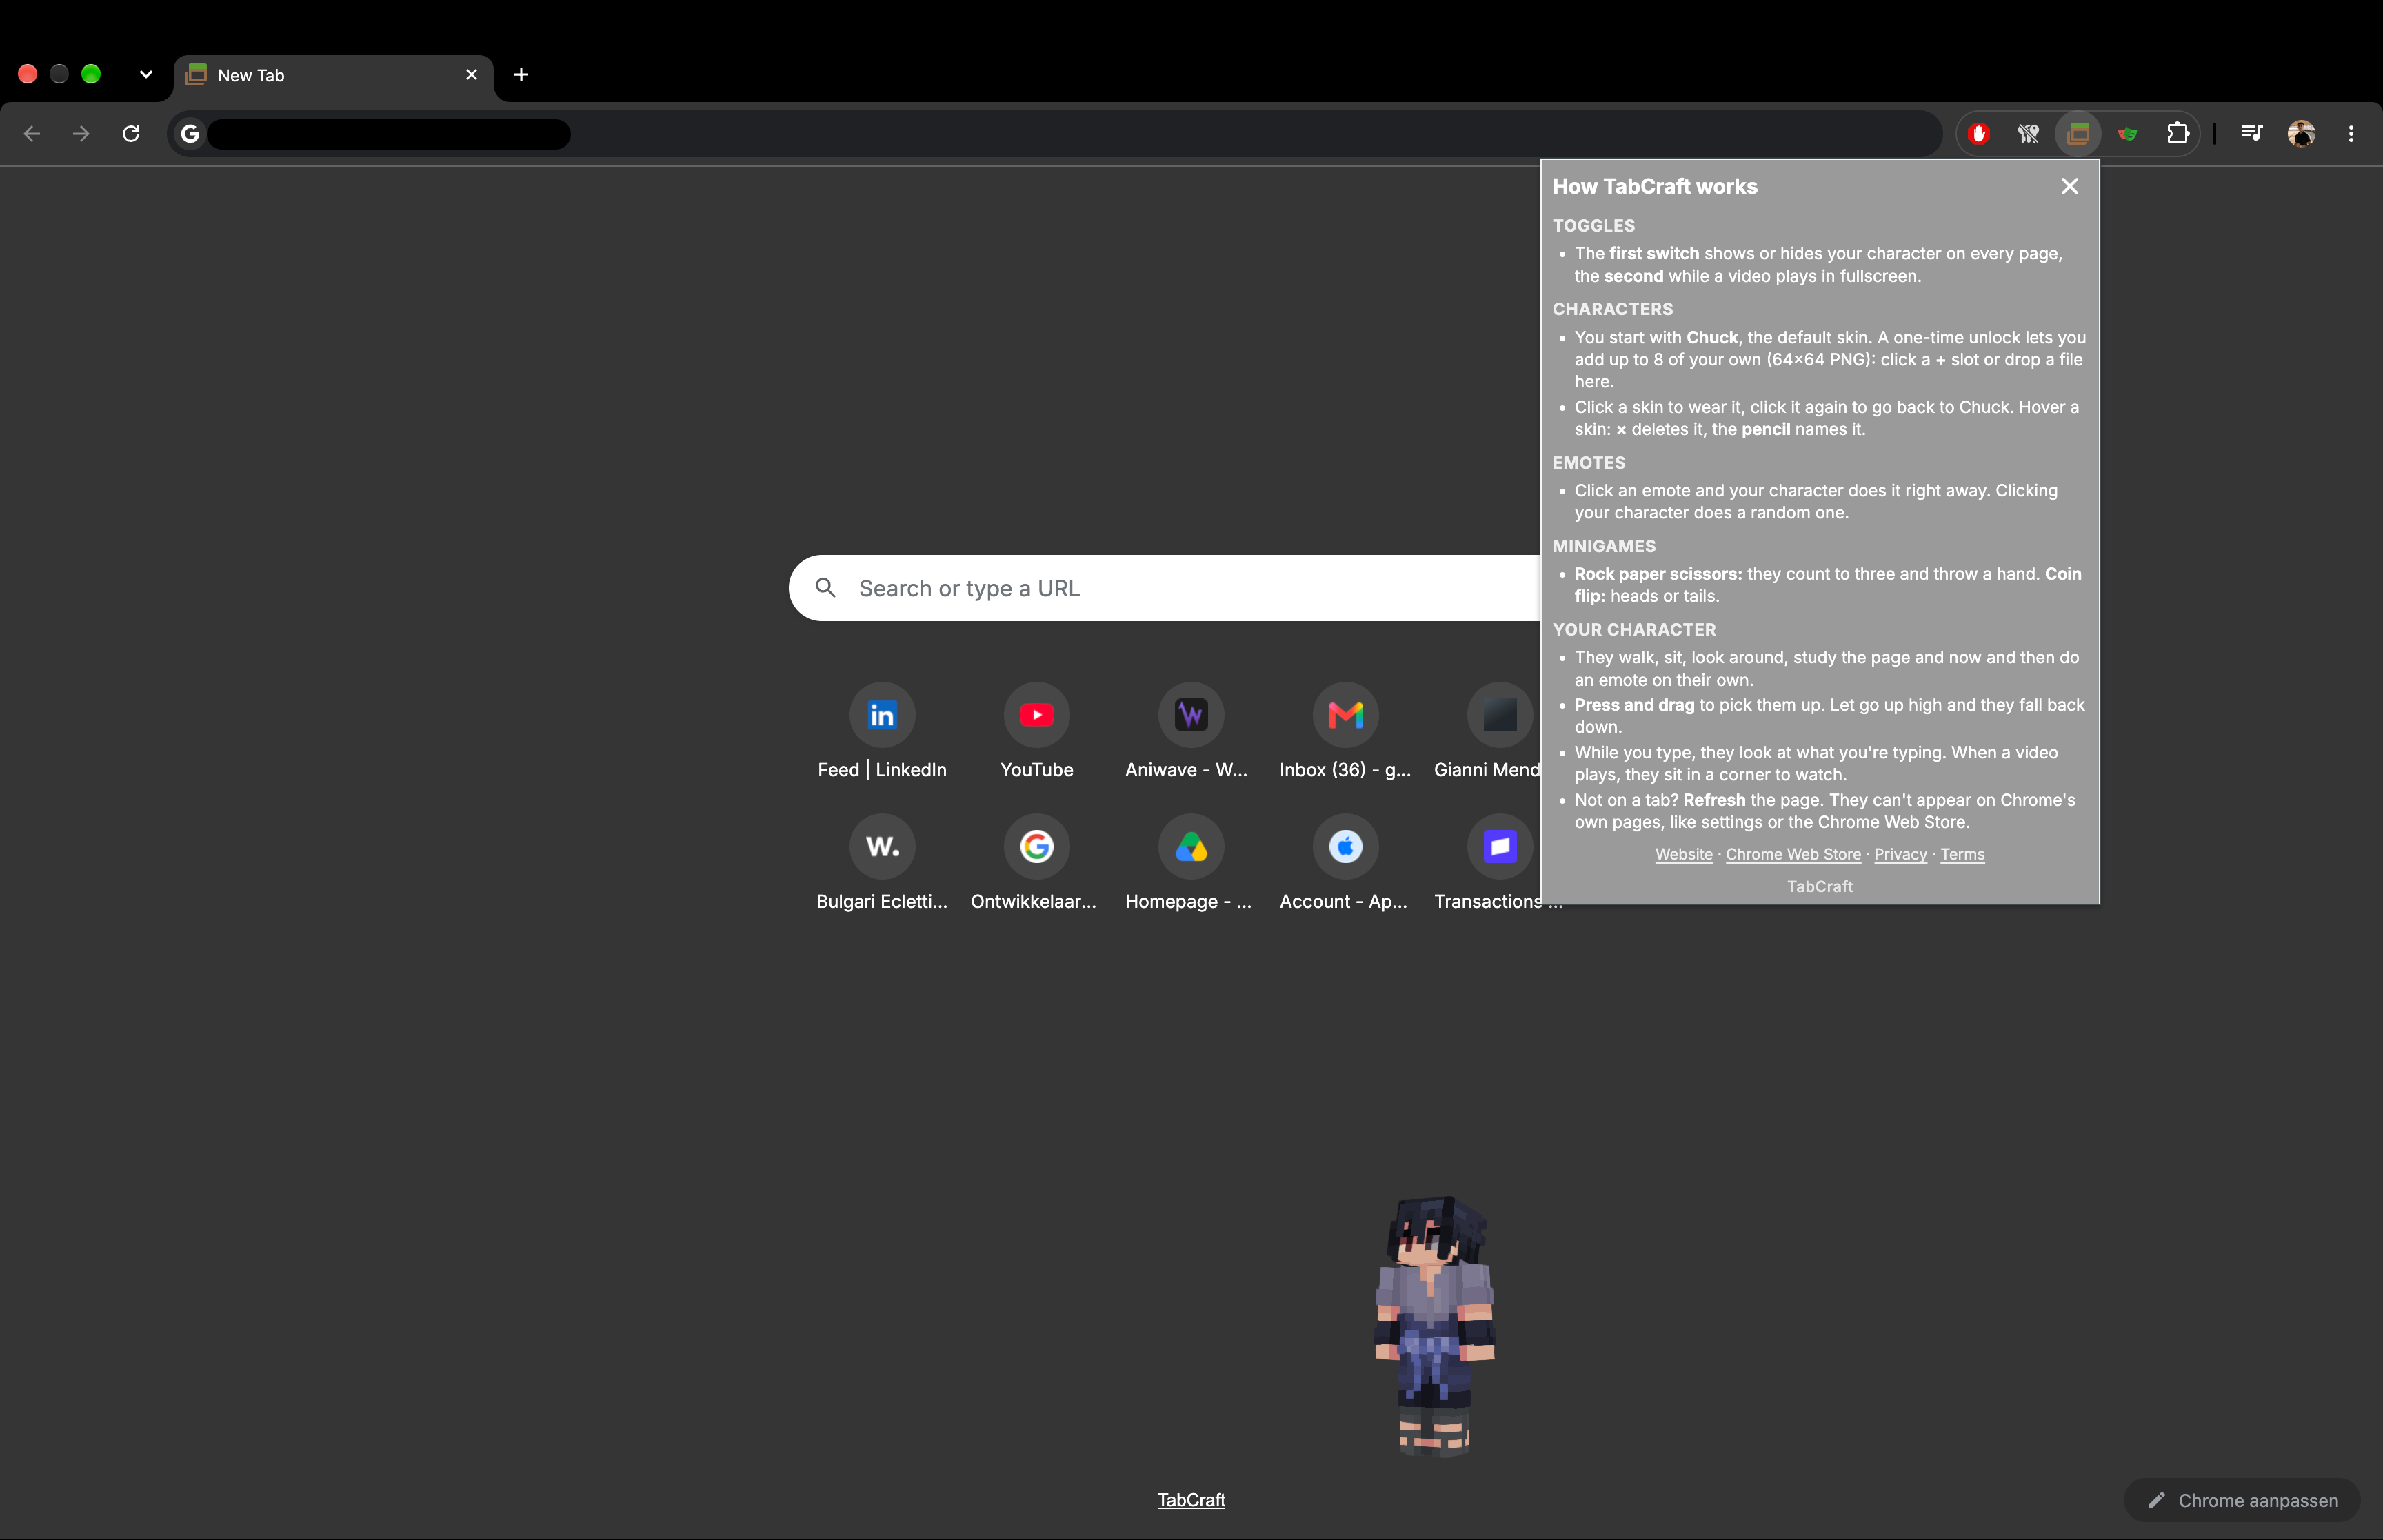 New Tab
How TabCraft works
TOGGLES
• The first switch shows or hides your character on every page,
the second while a video plays in fullscreen.
CHARACTERS
• You start with Chuck, the default skin. A one-time unlock lets you
add up to 8 of your own (64×64 PNG): click a + slot or drop a file
here.
• Click a skin to wear it, click it again to go back to Chuck. Hover a
skin: × deletes it, the pencil names it.
EMOTES
• Click an emote and your character does it right away. Clicking
your character does a random one.
MINIGAMES
• Rock paper scissors: they count to three and throw a hand. Coin
flip: heads or tails.
YOUR CHARACTER
• They walk, sit, look around, study the page and now and then do
an emote on their own.
• Press and drag to pick them up. Let go up high and they fall back
down.
• While you type, they look at what you're typing. When a video
plays, they sit in a corner to watch.
• Not on a tab? Refresh the page. They can't appear on Chrome's
own pages, like settings or the Chrome Web Store.
Website · Chrome Web Store · Privacy · Terms
TabCraft
Search or type a URL
Feed | LinkedIn
YouTube
Aniwave - W...
Inbox (36) - g...
Gianni Mend
W.
Bulgari Ecletti...
Ontwikkelaar...
Homepage - ...
Account - Ap...
Transactions ...
TabCraft
Chrome aanpassen